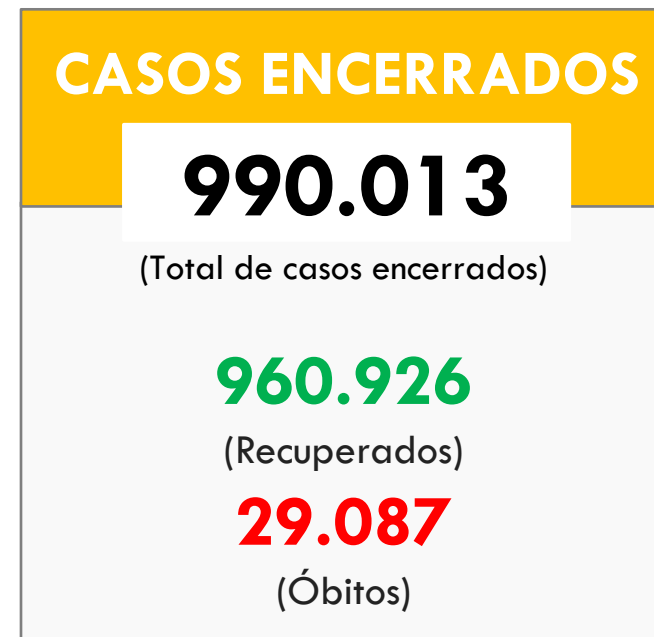 CASOS ENCERRADOS
990.013
(Total de casos encerrados)
960.926
(Recuperados)
29.087
(Óbitos)